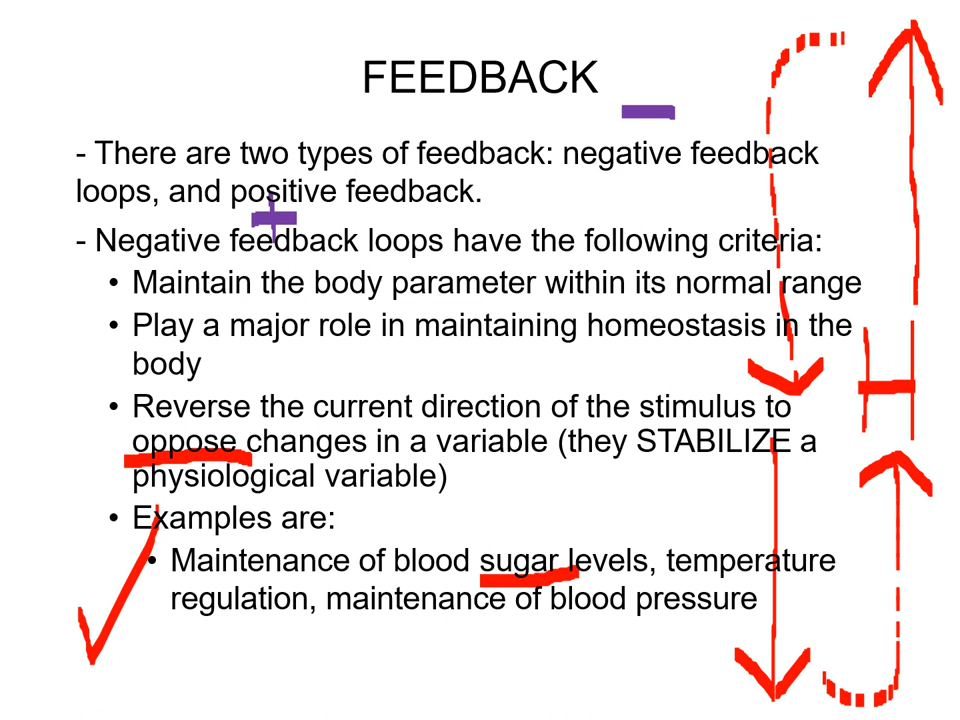 FEEDBACK
- There are two types of feedback: negative feedback
loops, and positive feedback.
- Negative feedback loops have the following criteria:
• Maintain the body parameter within its normal range
• Play a major role in maintaining homeostasis in the
body
• Reverse the current direction of the stimulus to
oppose changes in a variable (they STABILIZE a
physiological variable)
• Examples are:
• Maintenance of blood sugar levels, temperature
regulation, maintenance of blood pressure
H